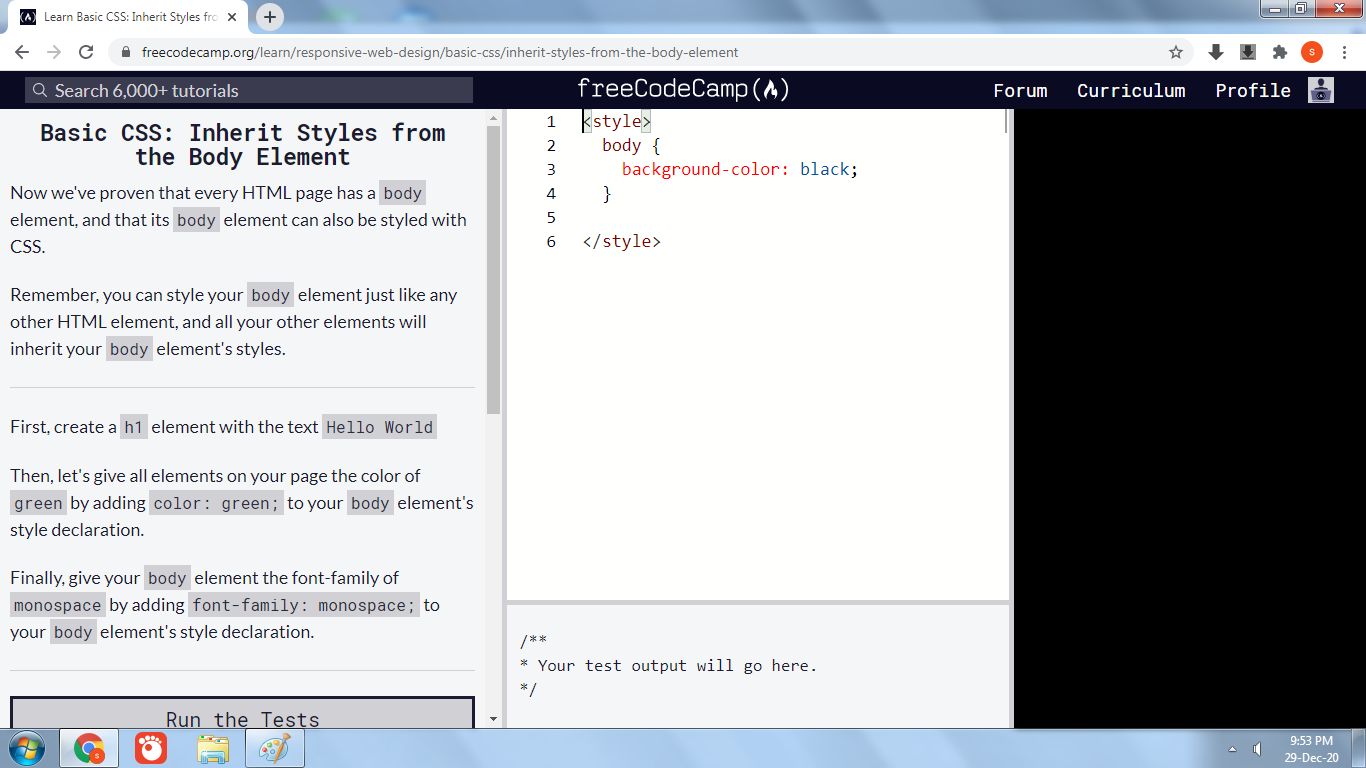 Learn Basic CSS: Inherit Styles fro
freecodecamp.org/learn/responsive-web-design/basic-css/inherit-styles-from-the-body-element
S
Search 6,000+ tutorials
freeCodeCamp
Forum
Curriculum
Profile
Basic CSS: Inherit Styles from
the Body Element
Now we've proven that every HTML page has a body
element, and that its body element can also be styled with
CSS.
Remember, you can style your body element just like any
other HTML element, and all your other elements will
inherit your body element's styles.
First, create a h1 element with the text Hello World
Then, let's give all elements on your page the color of
green by adding color: green; to your body element's
style declaration.
Finally, give your body element the font-family of
monospace by adding font-family: monospace; to
your body element's style declaration.
Run the Tests
1 <style>
2 body {
3 background-color: black;
4 }
5
6 </style>
/**
* Your test output will go here.
*/
S
9:53 PM
29-Dec-20